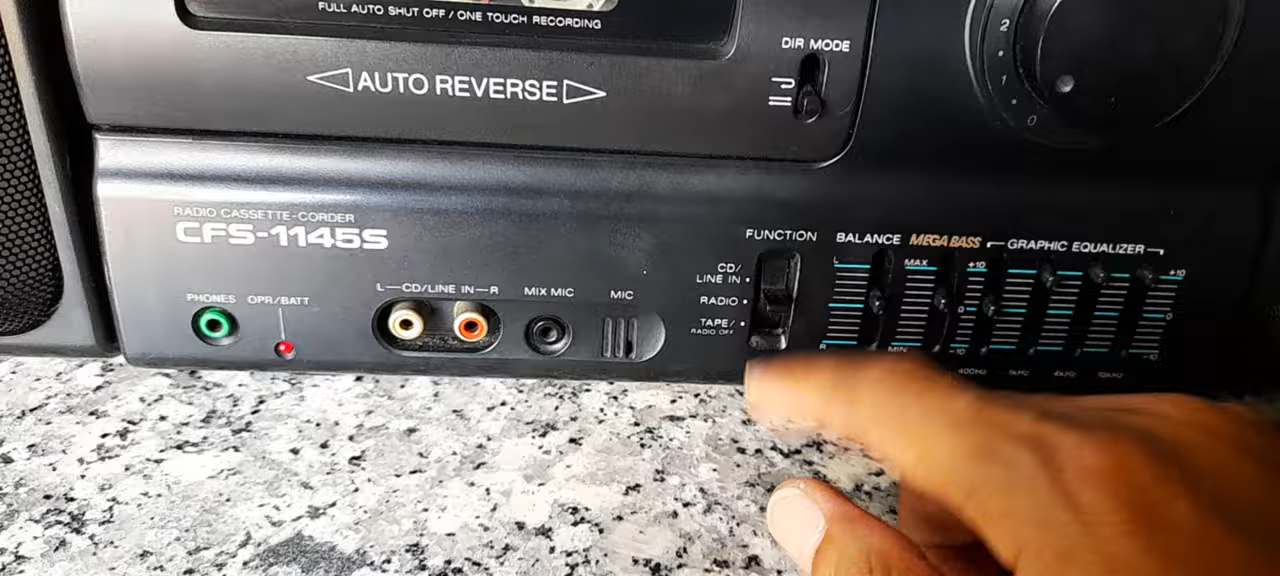 FULL AUTO SHUT OFF / ONE TOUCH RECORDING
DIR MODE
AUTO REVERSE
2
1
0
RADIO CASSETTE-CORDER
CFS-1145S
PHONES
OPR/BATT
L—CD/LINE IN—R
MIX MIC
MIC
FUNCTION
CD/
LINE IN
RADIO
TAPE/
RADIO OFF
BALANCE
L
R
MEGA BASS
MAX
MIN
GRAPHIC EQUALIZER
+10
0
-10
+10
0
-10